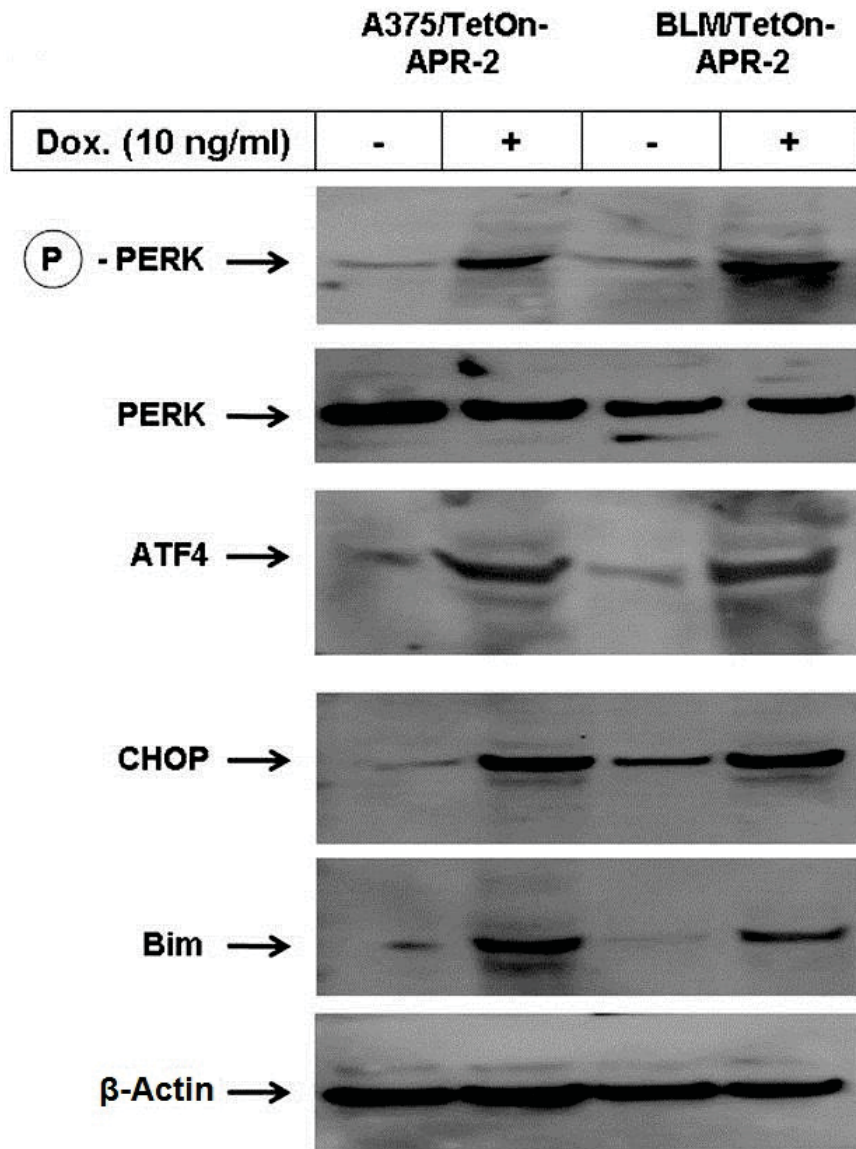 A375/TetOn-
APR-2
BLM/TetOn-
APR-2
Dox. (10 ng/ml) - + - +
P - PERK
PERK
ATF4
CHOP
Bim
β-Actin